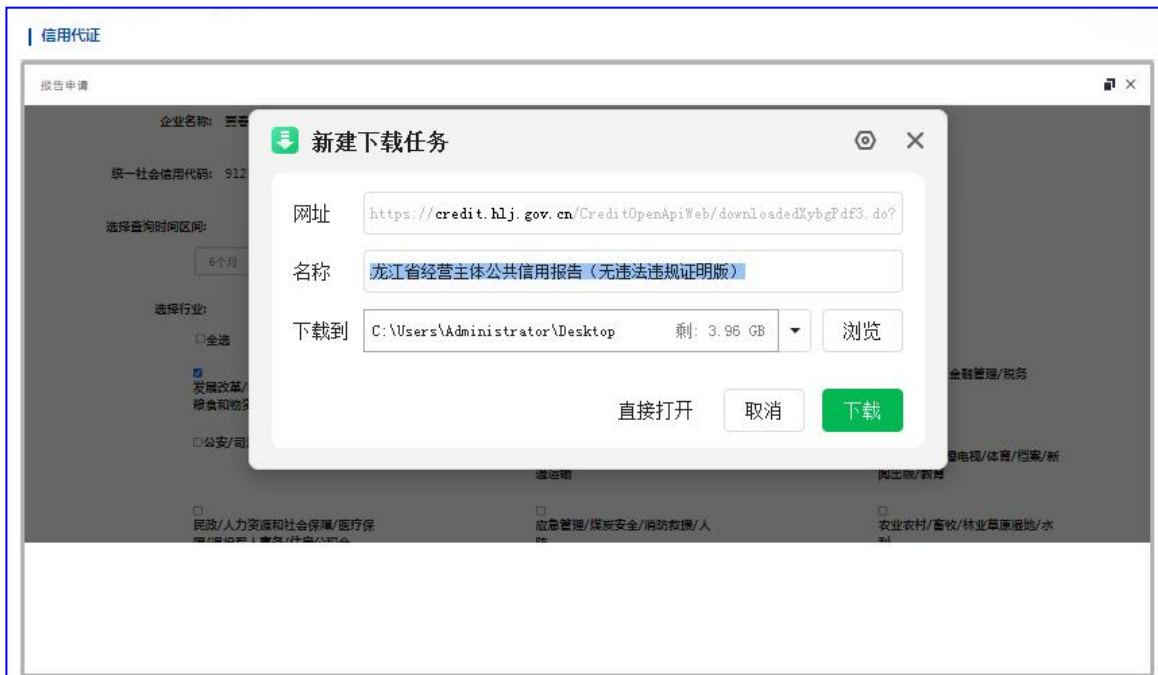 信用代证
报告申请
企业名称:
新建下载任务
统一社会信用代码: 912
网址 https://credit.hlj.gov.cn/CreditOpenApiWeb/downloadedXybgPdf3.do?
选择查询时间区间:
6个月
名称 龙江省经营主体公共信用报告（无违法违规证明版）
选择行业:
下载到 C:\Users\Administrator\Desktop 剩: 3.96 GB 浏览
全选
发展改革/ 金融管理/税务
粮食和物资
直接打开 取消 下载
公安/司 电视/体育/档案/新
道运输 闻出版/教育
民政/人力资源和社会保障/医疗保 应急管理/煤炭安全/消防救援/人 农业农村/畜牧/林业草原湿地/水